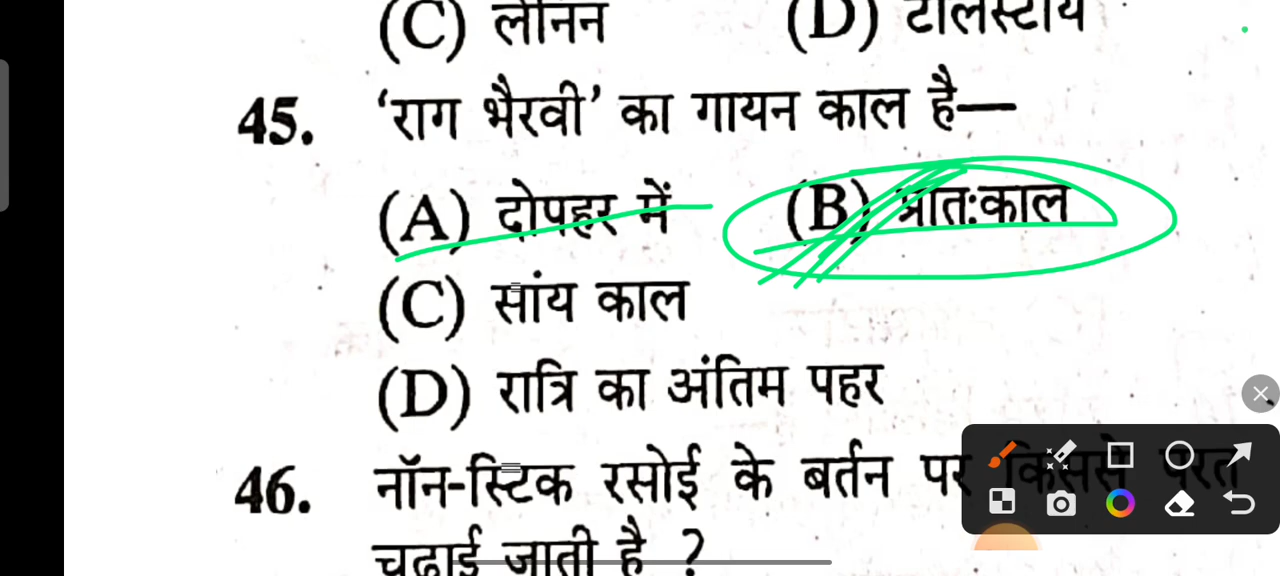 (C) लेनिन (D) टॉलस्टॉय
45. 'राग भैरवी' का गायन काल है—
(A) दोपहर में (B) प्रातःकाल
(C) सांय काल
(D) रात्रि का अंतिम पहर
46. नॉन-स्टिक रसोई के बर्तन पर किससे परत
चढाई जाती है ?